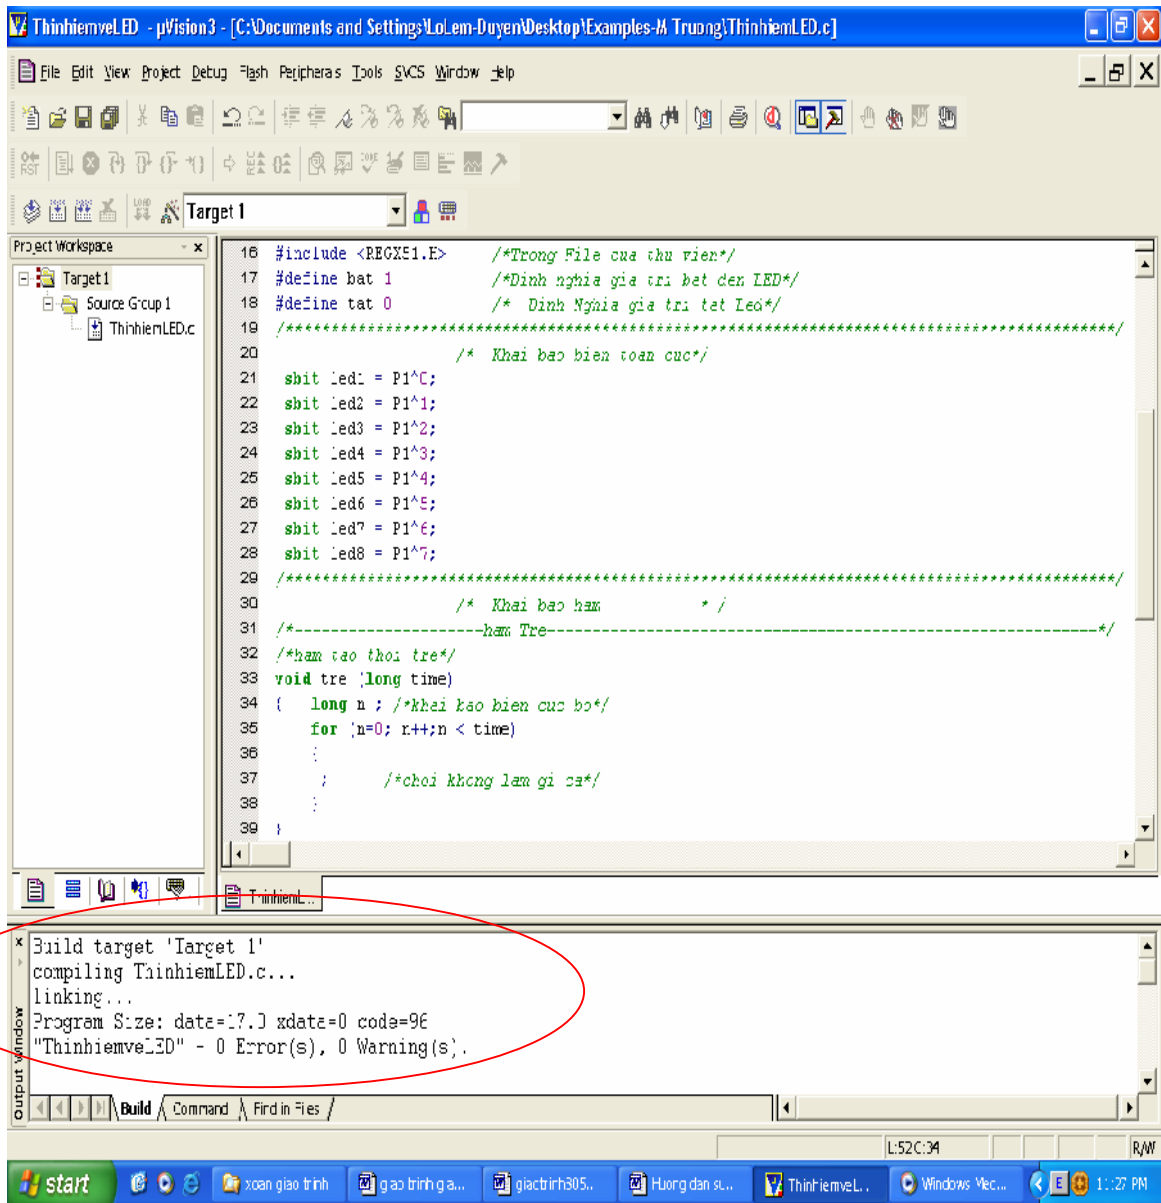 ThinhiemveLED - µVision3 - [C:\Documents and Settings\LoLem-Duyen\Desktop\Examples-M Truong\ThinhiemLED.c]
File Edit View Project Debug Flash Peripherals Tools SVCS Window Help
Target 1
Project Workspace
Target 1
Source Group 1
ThinhiemLED.c
16 #include <REGX51.H> /*Trong File cua thu vien*/
17 #define bat 1 /*Dinh nghia gia tri bat den LED*/
18 #define tat 0 /* Dinh Nghia gia tri tat Led*/
19 /*********************************************************************************************/
20 /* Khai bao bien toan cuc*/
21 sbit led1 = P1^0;
22 sbit led2 = P1^1;
23 sbit led3 = P1^2;
24 sbit led4 = P1^3;
25 sbit led5 = P1^4;
26 sbit led6 = P1^5;
27 sbit led7 = P1^6;
28 sbit led8 = P1^7;
29 /*********************************************************************************************/
30 /* Khai bao ham * /
31 /*---------------------ham Tre-------------------------------------------------------------*/
32 /*ham tao thoi tre*/
33 void tre (long time)
34 { long n ; /*khai bao bien cuc bo*/
35 for (n=0; n++;n < time)
36 {
37 ; /*choi khong lam gi ca*/
38 }
39 }
ThinhiemL...
Build target 'Target 1'
compiling ThinhiemLED.c...
linking...
Program Size: data=17.0 xdata=0 code=96
"ThinhiemveLED" - 0 Error(s), 0 Warning(s).
Output Window
Build Command Find in Files
L:52 C:34 R/W
start xoan giao trinh giao trinh gia... giactrinh305.. Huong dan su... ThinhiemveL.. Windows Mec... E 11:27 PM